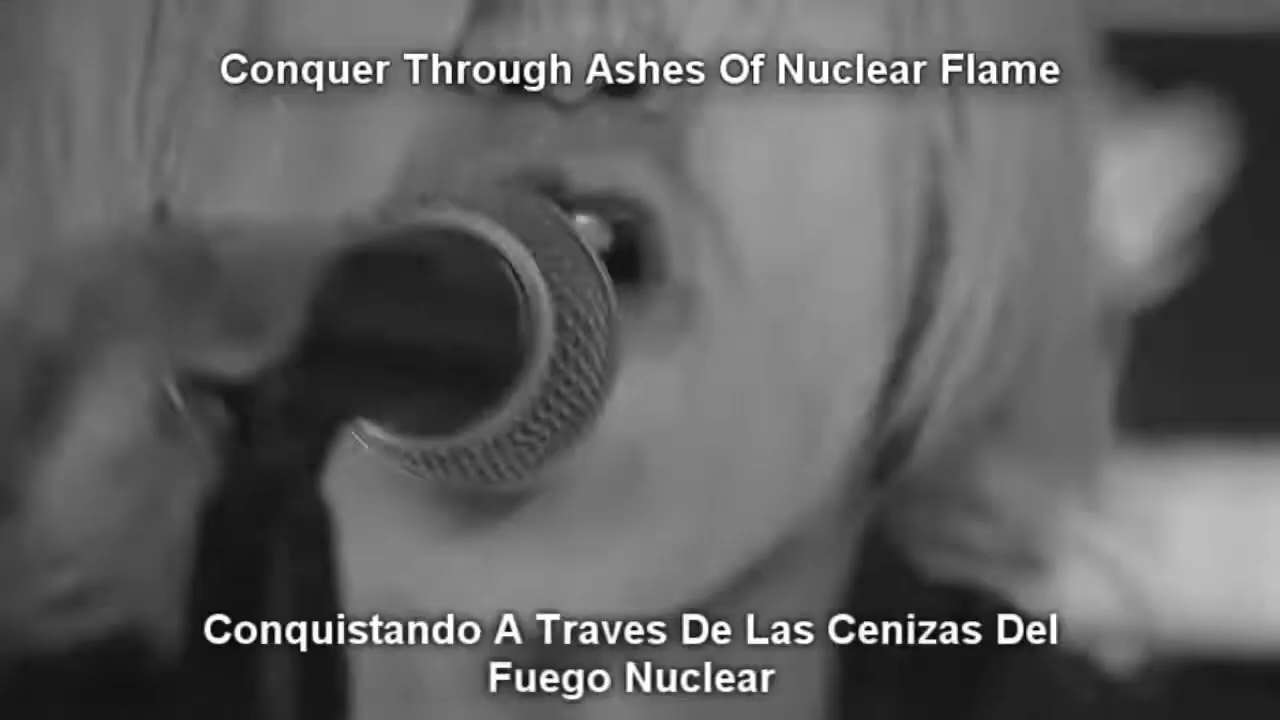 Conquer Through Ashes Of Nuclear Flame
Conquistando A Traves De Las Cenizas Del
Fuego Nuclear